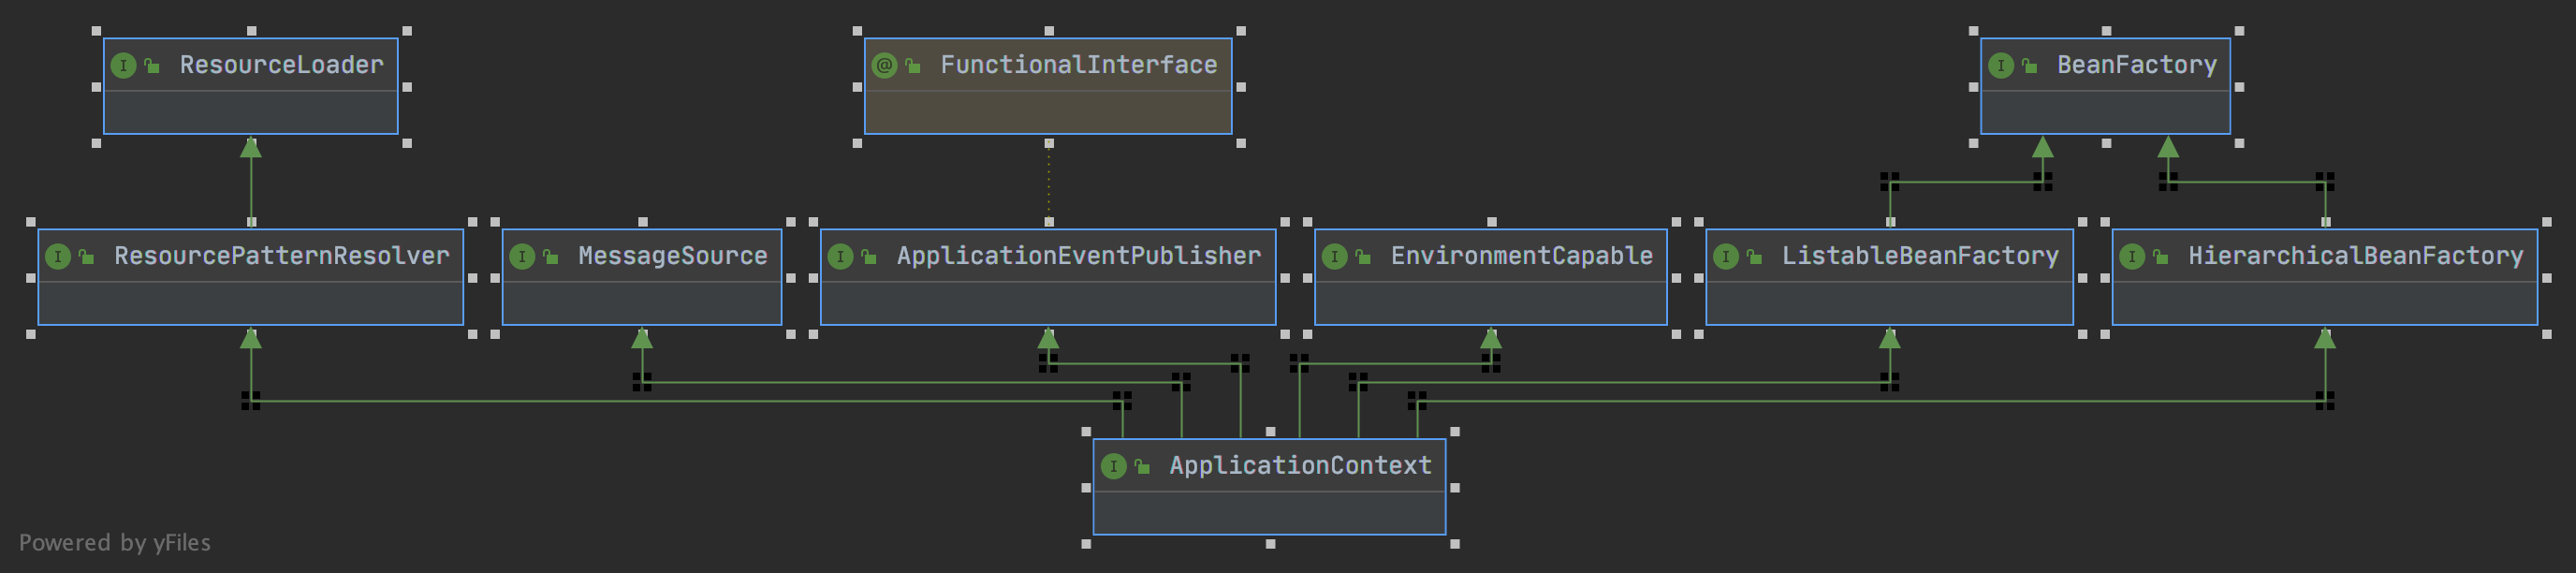 ResourceLoader
FunctionalInterface
BeanFactory
ResourcePatternResolver
MessageSource
ApplicationEventPublisher
EnvironmentCapable
ListableBeanFactory
HierarchicalBeanFactory
ApplicationContext
Powered by yFiles